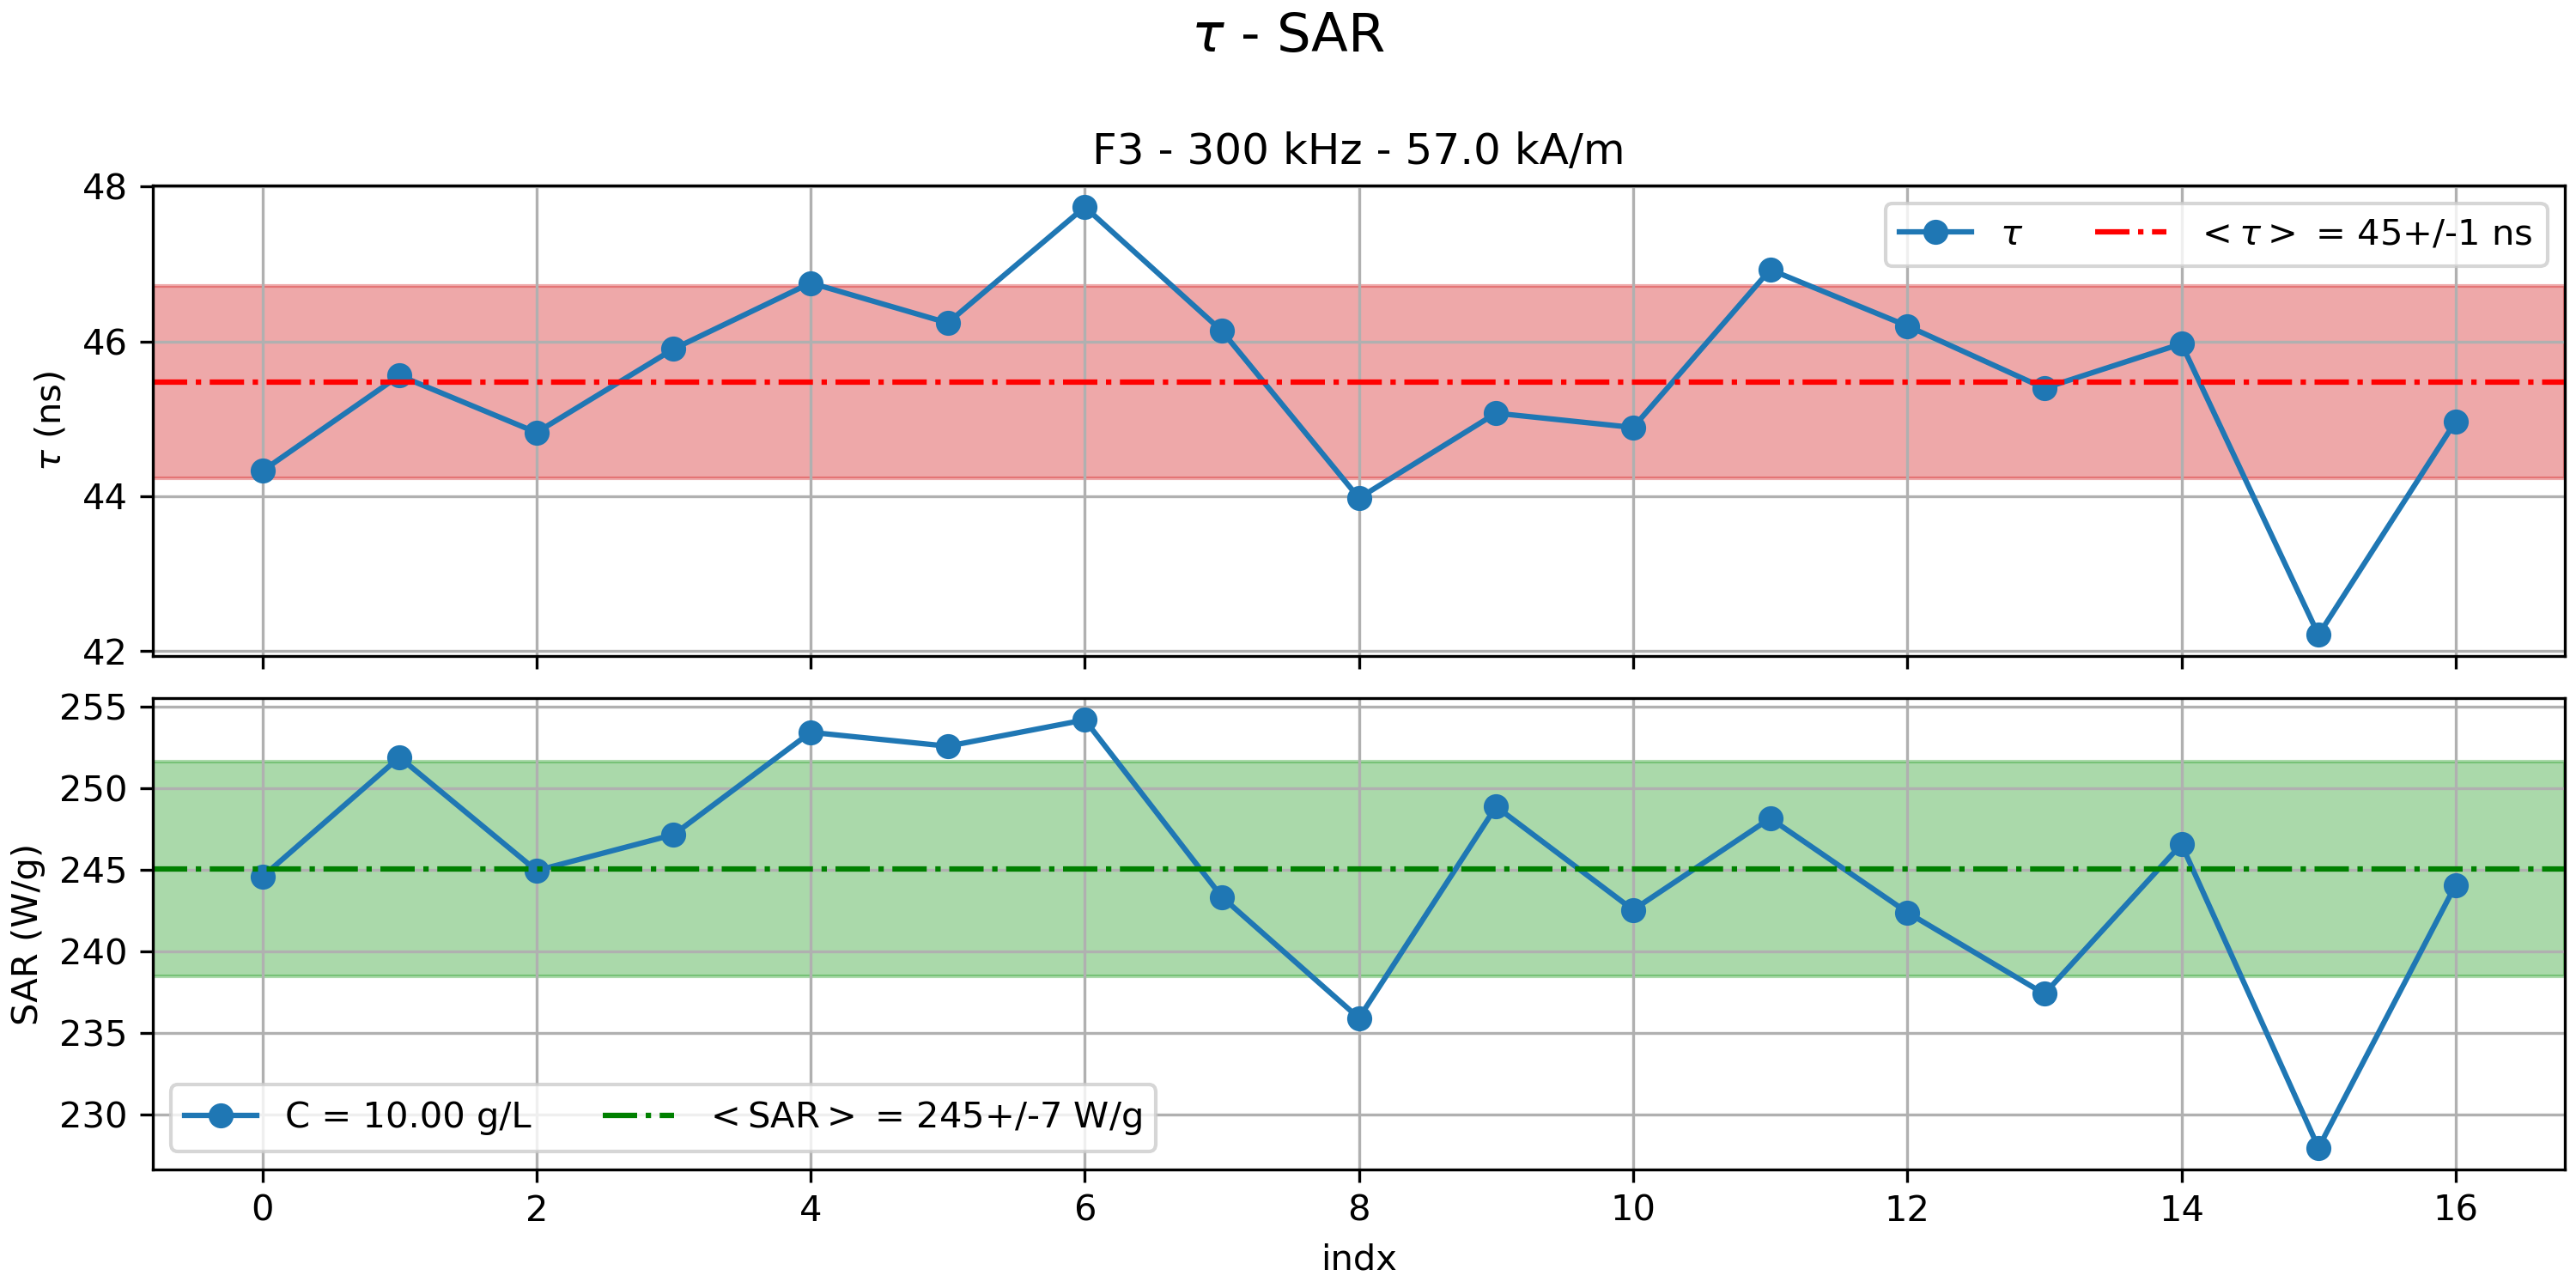 τ - SAR
F3 - 300 kHz - 57.0 kA/m
48
46
44
42
τ (ns)
τ
<τ> = 45+/-1 ns
255
250
245
240
235
230
SAR (W/g)
C = 10.00 g/L
<SAR> = 245+/-7 W/g
0 2 4 6 8 10 12 14 16
indx